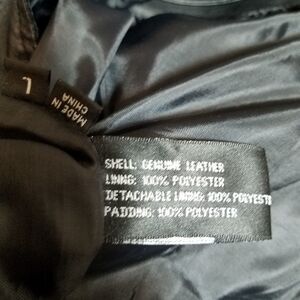 L
MADE IN
CHINA
SHELL: GENUINE LEATHER
LINING: 100% POLYESTER
DETACHABLE LINING: 100% POLYESTE
PADDING: 100% POLYESTER